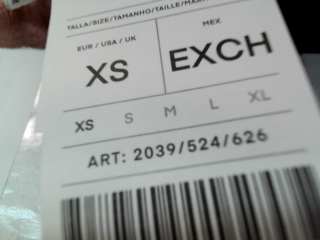 TALLA/SIZE/TAMANHO/TAILLE/
EUR / USA / UK
MEX
XS
EXCH
XS S M L XL
ART: 2039/524/626